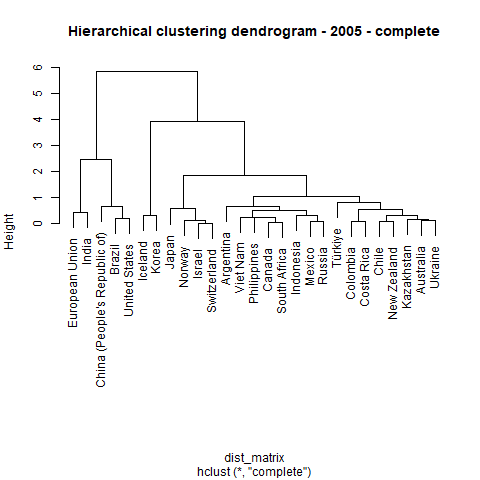 Hierarchical clustering dendrogram - 2005 - complete
Height
0
1
2
3
4
5
6
European Union
India
China (People's Republic of)
Brazil
United States
Iceland
Korea
Japan
Norway
Israel
Switzerland
Argentina
Viet Nam
Philippines
Canada
South Africa
Indonesia
Mexico
Russia
Türkiye
Colombia
Costa Rica
Chile
New Zealand
Kazakhstan
Australia
Ukraine
dist_matrix
hclust (*, "complete")